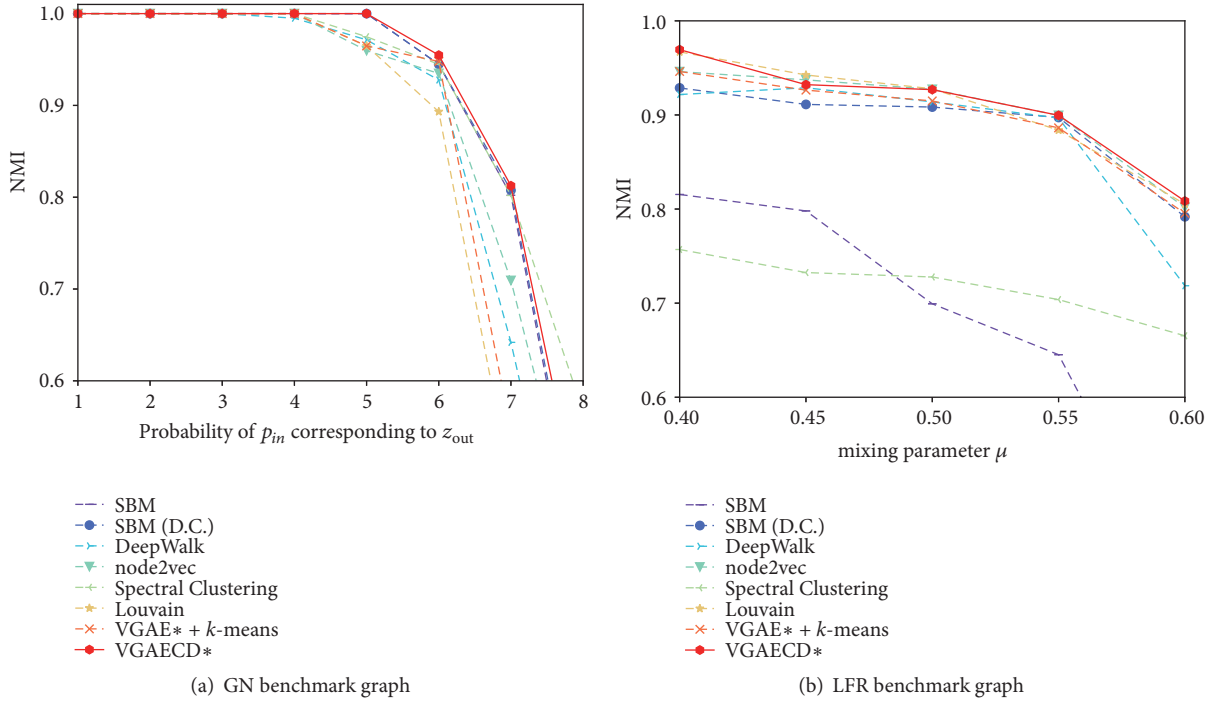 1.0
0.9
0.8
0.7
0.6
NMI
1 2 3 4 5 6 7 8
Probability of p_in corresponding to z_out
SBM
SBM (D.C.)
DeepWalk
node2vec
Spectral Clustering
Louvain
VGAE∗ + k-means
VGAECD∗
(a) GN benchmark graph
1.0
0.9
0.8
0.7
0.6
NMI
0.40 0.45 0.50 0.55 0.60
mixing parameter μ
SBM
SBM (D.C.)
DeepWalk
node2vec
Spectral Clustering
Louvain
VGAE∗ + k-means
VGAECD∗
(b) LFR benchmark graph